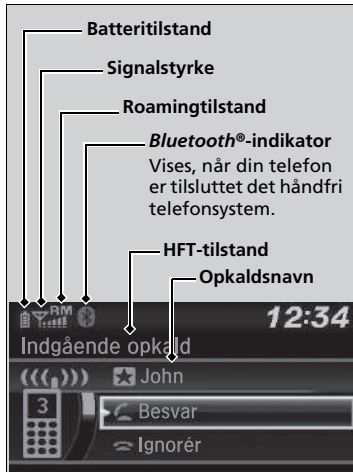 Batteritilstand
Signalstyrke
Roamingtilstand
Bluetooth®-indikator
Vises, når din telefon
er tilsluttet det håndfri
telefonsystem.
HFT-tilstand
Opkaldsnavn
RM
12:34
Indgående opkald
John
3
Besvar
Ignorér